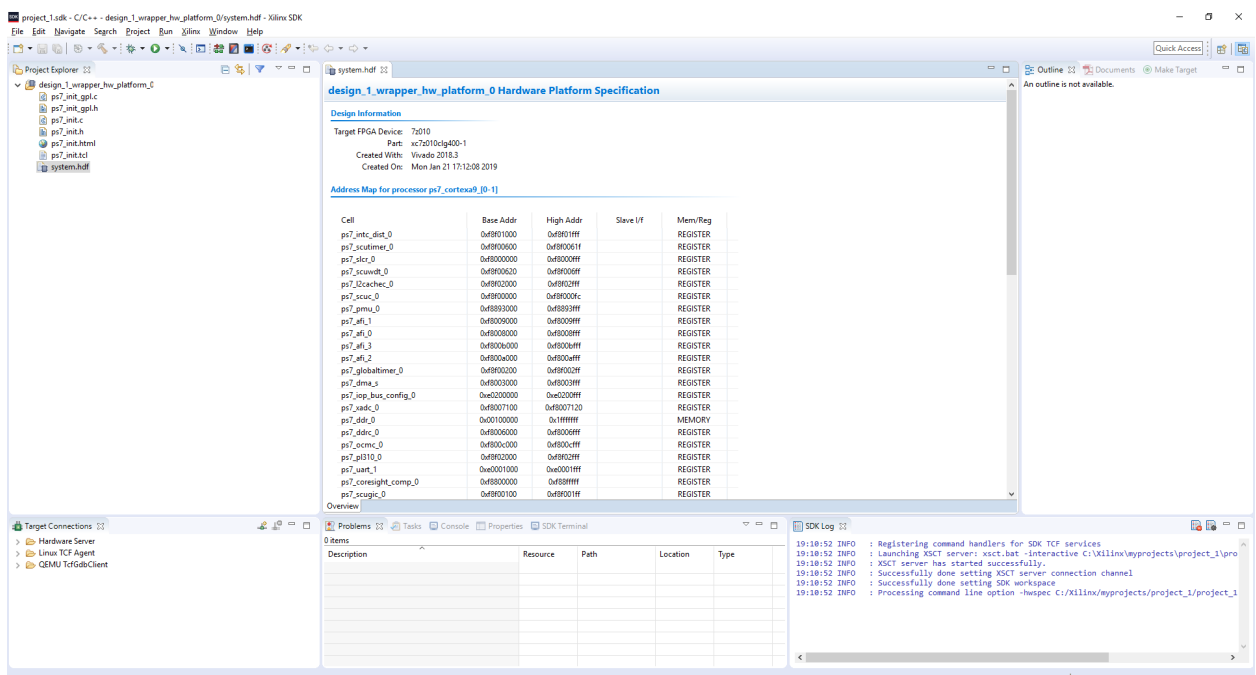 project_1.sdk - C/C++ - design_1_wrapper_hw_platform_0/system.hdf - Xilinx SDK
File Edit Navigate Search Project Run Xilinx Window Help
Quick Access
Project Explorer
design_1_wrapper_hw_platform_0
ps7_init_gpl.c
ps7_init_gpl.h
ps7_init.c
ps7_init.h
ps7_init.html
ps7_init.tcl
system.hdf
system.hdf
design_1_wrapper_hw_platform_0 Hardware Platform Specification
Design Information
Target FPGA Device: 7z010
Part: xc7z010clg400-1
Created With: Vivado 2018.3
Created On: Mon Jan 21 17:12:08 2019
Address Map for processor ps7_cortexa9_[0-1]
Cell Base Addr High Addr Slave I/f Mem/Reg
ps7_intc_dist_0 0xf8f01000 0xf8f01fff REGISTER
ps7_scutimer_0 0xf8f00600 0xf8f0061f REGISTER
ps7_slcr_0 0xf8000000 0xf8000fff REGISTER
ps7_scuwdt_0 0xf8f00620 0xf8f006ff REGISTER
ps7_l2cachec_0 0xf8f02000 0xf8f02fff REGISTER
ps7_scuc_0 0xf8f00000 0xf8f000fc REGISTER
ps7_pmu_0 0xf8893000 0xf8893fff REGISTER
ps7_afi_1 0xf8009000 0xf8009fff REGISTER
ps7_afi_0 0xf8008000 0xf8008fff REGISTER
ps7_afi_3 0xf800b000 0xf800bfff REGISTER
ps7_afi_2 0xf800a000 0xf800afff REGISTER
ps7_globaltimer_0 0xf8f00200 0xf8f002ff REGISTER
ps7_dma_s 0xf8003000 0xf8003fff REGISTER
ps7_iop_bus_config_0 0xe0200000 0xe0200fff REGISTER
ps7_xadc_0 0xf8007100 0xf8007120 REGISTER
ps7_ddr_0 0x00100000 0x1fffffff MEMORY
ps7_ddrc_0 0xf8006000 0xf8006fff REGISTER
ps7_ocmc_0 0xf800c000 0xf800cfff REGISTER
ps7_pl310_0 0xf8f02000 0xf8f02fff REGISTER
ps7_uart_1 0xe0001000 0xe0001fff REGISTER
ps7_coresight_comp_0 0xf8800000 0xf88fffff REGISTER
ps7_scugic_0 0xf8f00100 0xf8f001ff REGISTER
Overview
Outline Documents Make Target
An outline is not available.
Target Connections
Hardware Server
Linux TCF Agent
QEMU TcfGdbClient
Problems Tasks Console Properties SDK Terminal
0 items
Description Resource Path Location Type
SDK Log
19:10:52 INFO : Registering command handlers for SDK TCF services
19:10:52 INFO : Launching XSCT server: xsct.bat -interactive C:\Xilinx\myprojects\project_1\pro
19:10:52 INFO : XSCT server has started successfully.
19:10:52 INFO : Successfully done setting XSCT server connection channel
19:10:52 INFO : Successfully done setting SDK workspace
19:10:52 INFO : Processing command line option -hwspec C:/Xilinx/myprojects/project_1/project_1